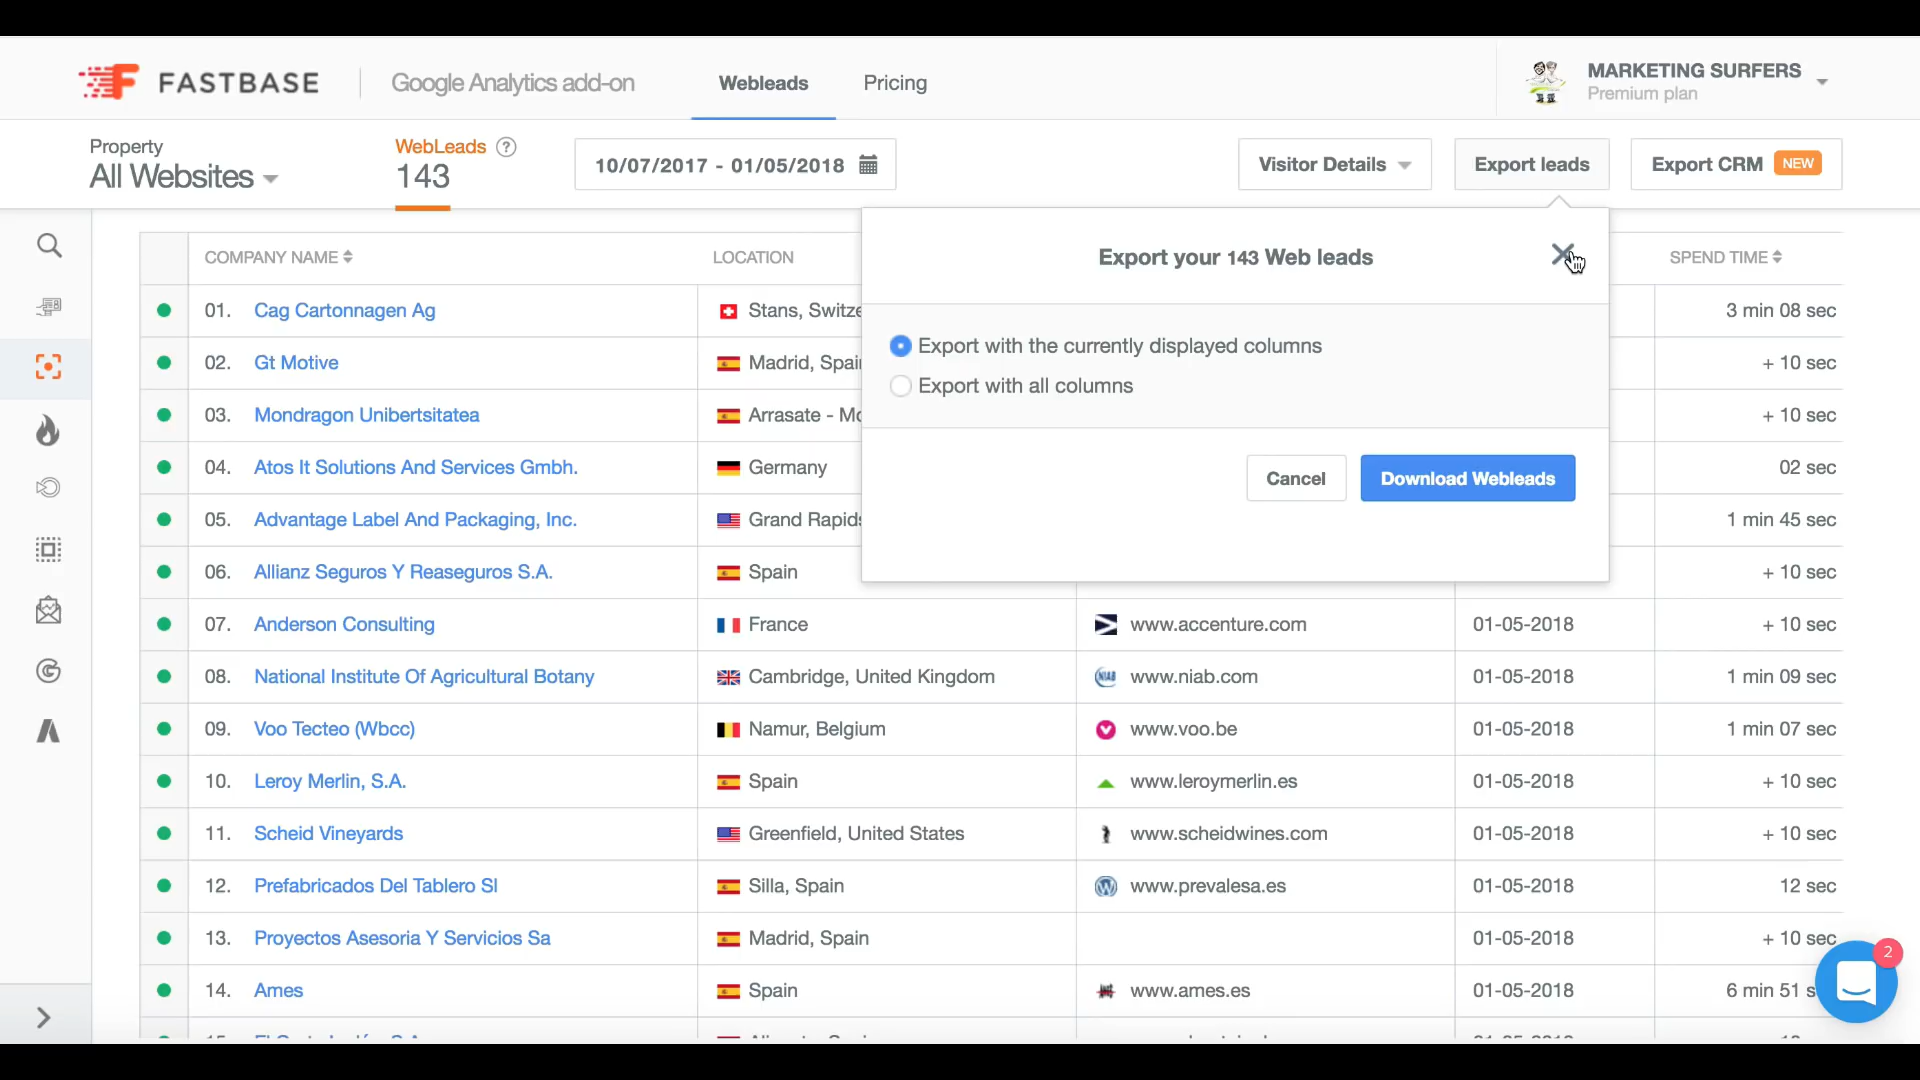 FASTBASE
Google Analytics add-on
Webleads
Pricing
MARKETING SURFERS
Premium plan
Property
All Websites
WebLeads ?
143
10/07/2017 - 01/05/2018
Visitor Details
Export leads
Export CRM NEW
COMPANY NAME
LOCATION
SPEND TIME
Export your 143 Web leads
Export with the currently displayed columns
Export with all columns
Cancel
Download Webleads
01. Cag Cartonnagen Ag Stans, Switze 3 min 08 sec
02. Gt Motive Madrid, Spain + 10 sec
03. Mondragon Unibertsitatea Arrasate - Mo + 10 sec
04. Atos It Solutions And Services Gmbh. Germany 02 sec
05. Advantage Label And Packaging, Inc. Grand Rapids 1 min 45 sec
06. Allianz Seguros Y Reaseguros S.A. Spain + 10 sec
07. Anderson Consulting France www.accenture.com 01-05-2018 + 10 sec
08. National Institute Of Agricultural Botany Cambridge, United Kingdom NIAB www.niab.com 01-05-2018 1 min 09 sec
09. Voo Tecteo (Wbcc) Namur, Belgium www.voo.be 01-05-2018 1 min 07 sec
10. Leroy Merlin, S.A. Spain www.leroymerlin.es 01-05-2018 + 10 sec
11. Scheid Vineyards Greenfield, United States www.scheidwines.com 01-05-2018 + 10 sec
12. Prefabricados Del Tablero Sl Silla, Spain www.prevalesa.es 01-05-2018 12 sec
13. Proyectos Asesoria Y Servicios Sa Madrid, Spain 01-05-2018 + 10 sec
14. Ames Spain www.ames.es 01-05-2018 6 min 51 s
2